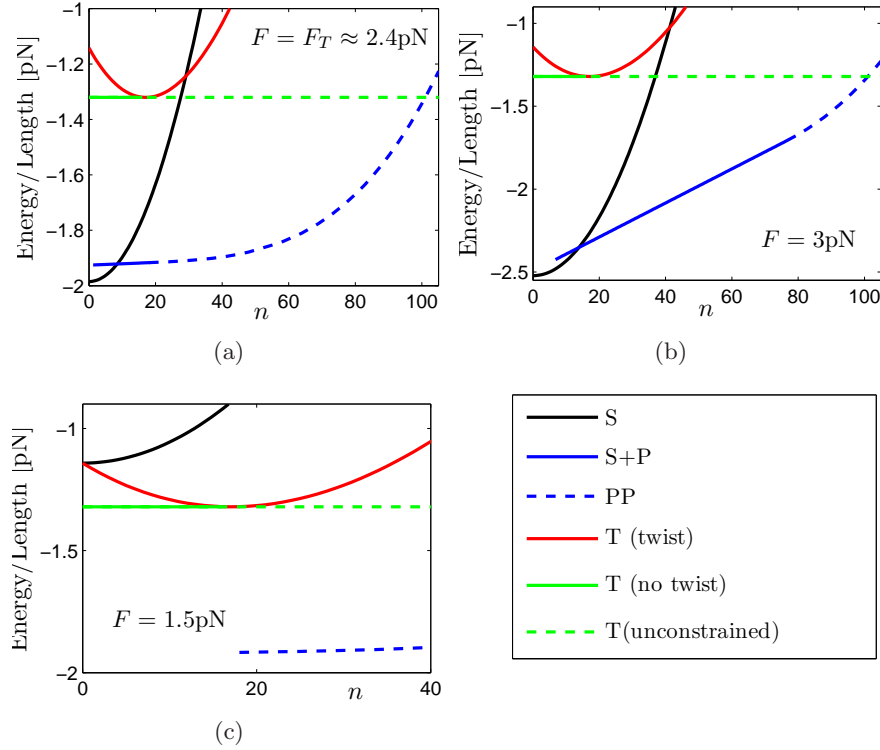 F = F_T ≈ 2.4pN
Energy/Length [pN]
−1
−1.2
−1.4
−1.6
−1.8
−2
0 20 40 60 80 100
n
(a)
F = 3pN
Energy/Length [pN]
−1
−1.5
−2
−2.5
0 20 40 60 80 100
n
(b)
F = 1.5pN
Energy/Length [pN]
−1
−1.5
−2
0 20 40
n
(c)
S
S+P
PP
T (twist)
T (no twist)
T(unconstrained)